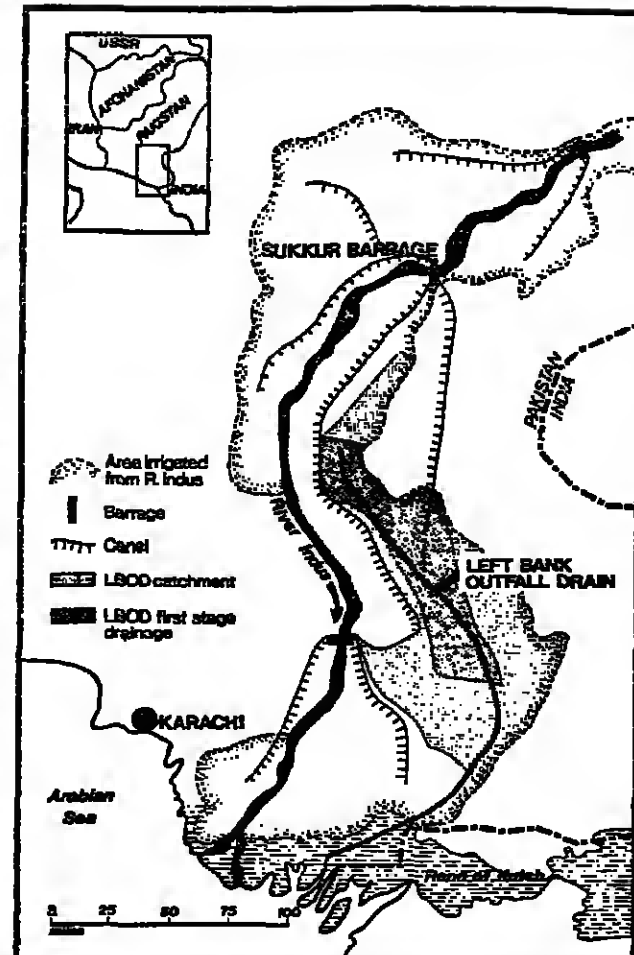 USSR
AFGHANISTAN
IRAN
PAKISTAN
INDIA
SUKKUR BARRAGE
PAKISTAN
INDIA
Area irrigated
from R. Indus
Barrage
Canal
LBOD catchment
LBOD first stage
drainage
River Indus
LEFT BANK
OUTFALL DRAIN
KARACHI
Arabian
Sea
Rann of Kutch
25 50 75 100